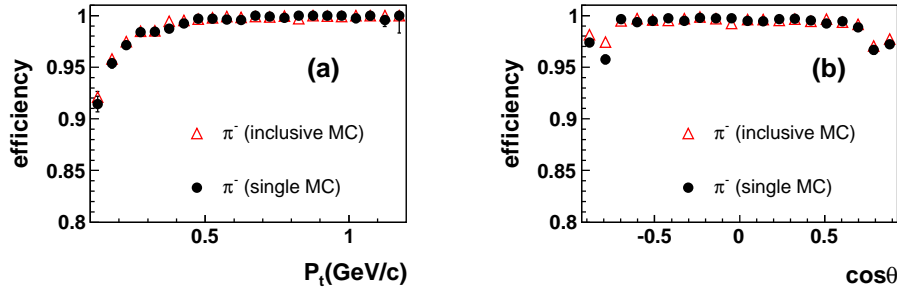 efficiency
1
0.95
0.9
0.85
0.8
(a)
π⁻ (inclusive MC)
π⁻ (single MC)
0.5
1
Pₜ(GeV/c)
efficiency
1
0.95
0.9
0.85
0.8
(b)
π⁻ (inclusive MC)
π⁻ (single MC)
-0.5
0
0.5
cosθ